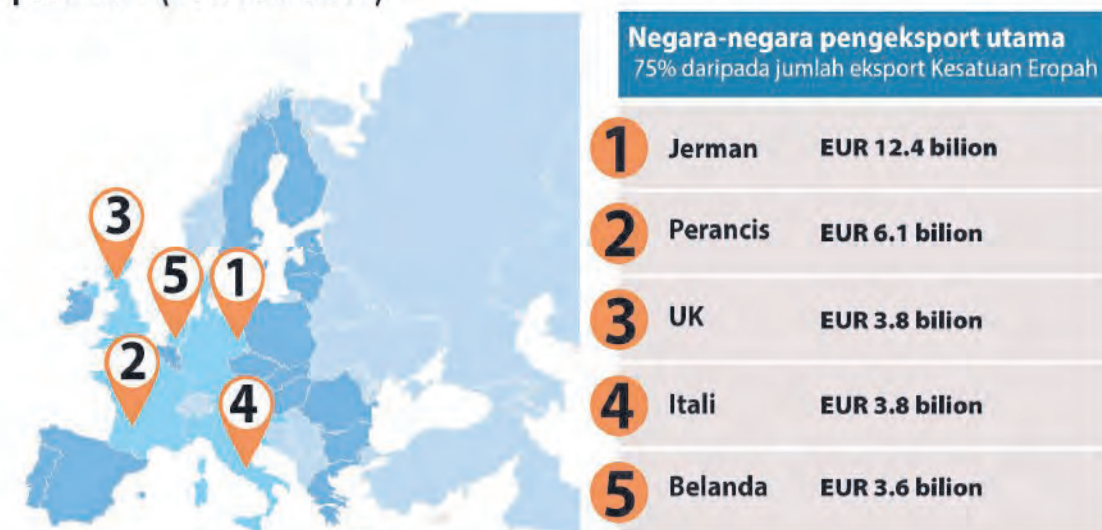 Negara-negara pengeksport utama
75% daripada jumlah eksport Kesatuan Eropah
1 Jerman EUR 12.4 bilion
2 Perancis EUR 6.1 bilion
3 UK EUR 3.8 bilion
4 Itali EUR 3.8 bilion
5 Belanda EUR 3.6 bilion
3
5
1
2
4